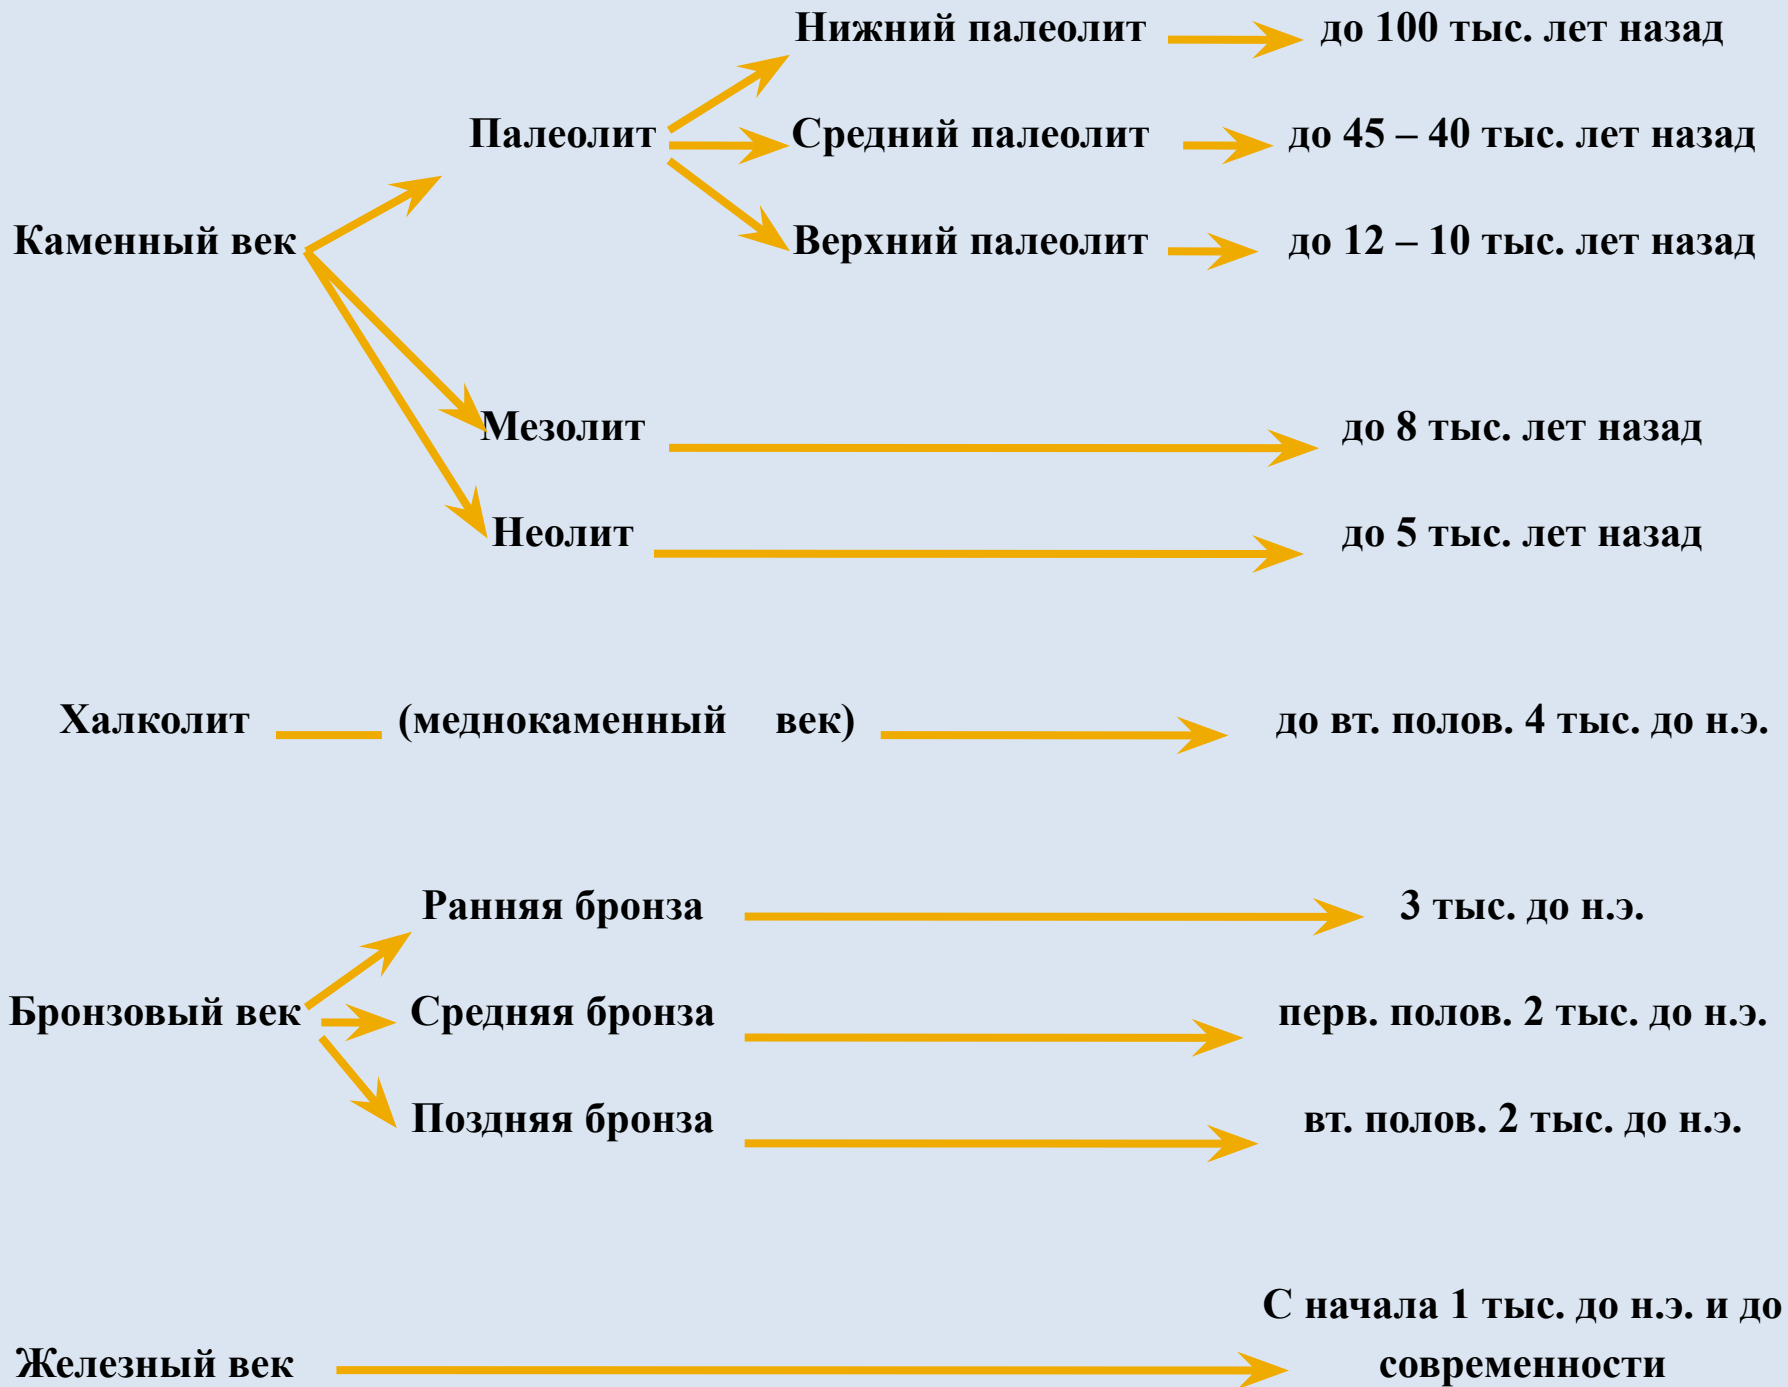 Нижний палеолит до 100 тыс. лет назад
Палеолит Средний палеолит до 45 – 40 тыс. лет назад
Каменный век Верхний палеолит до 12 – 10 тыс. лет назад
Мезолит до 8 тыс. лет назад
Неолит до 5 тыс. лет назад
Халколит (меднокаменный век) до вт. полов. 4 тыс. до н.э.
Ранняя бронза 3 тыс. до н.э.
Бронзовый век Средняя бронза перв. полов. 2 тыс. до н.э.
Поздняя бронза вт. полов. 2 тыс. до н.э.
С начала 1 тыс. до н.э. и до
Железный век современности